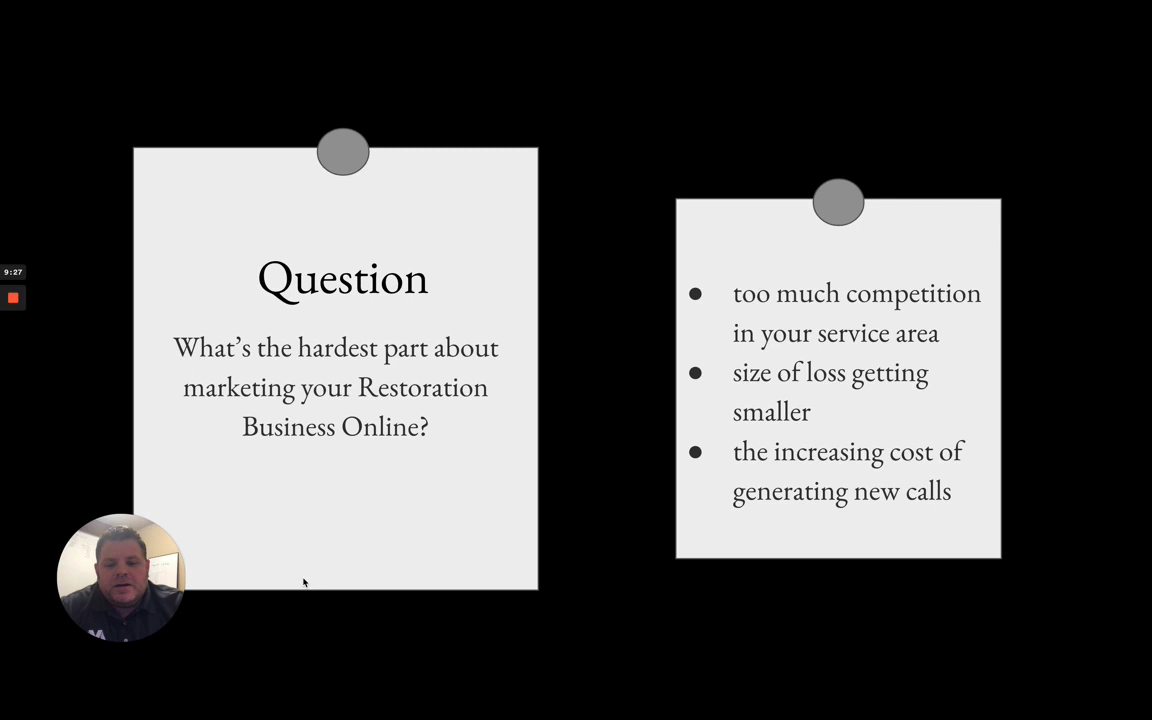 9:27
Question
What's the hardest part about
marketing your Restoration
Business Online?
● too much competition
in your service area
● size of loss getting
smaller
● the increasing cost of
generating new calls